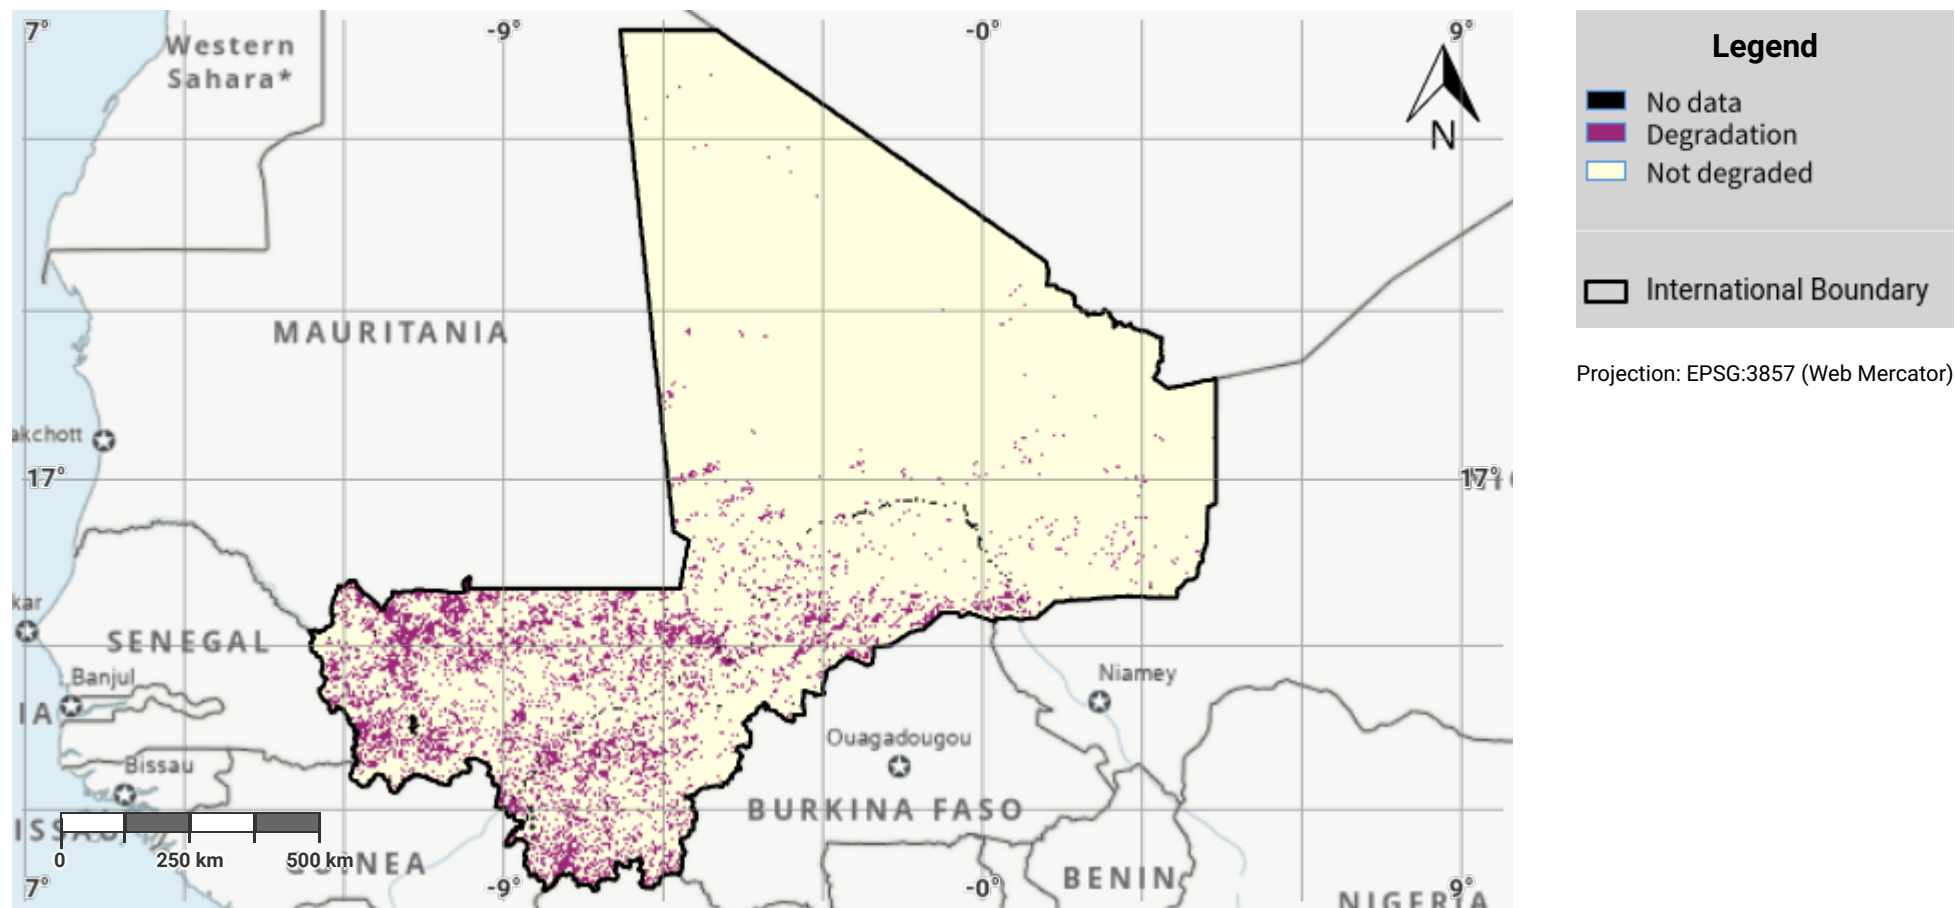 7°
-9°
-0°
9°
Western
Sahara*
N
MAURITANIA
akchott
17°
17°
kar
SENEGAL
Banjul
IA
Niamey
Ouagadougou
Bissau
BURKINA FASO
ISSAU
0
250 km
500 km
BENIN
7°
-9°
-0°
9°
NIGERIA
Legend
No data
Degradation
Not degraded
International Boundary
Projection: EPSG:3857 (Web Mercator)